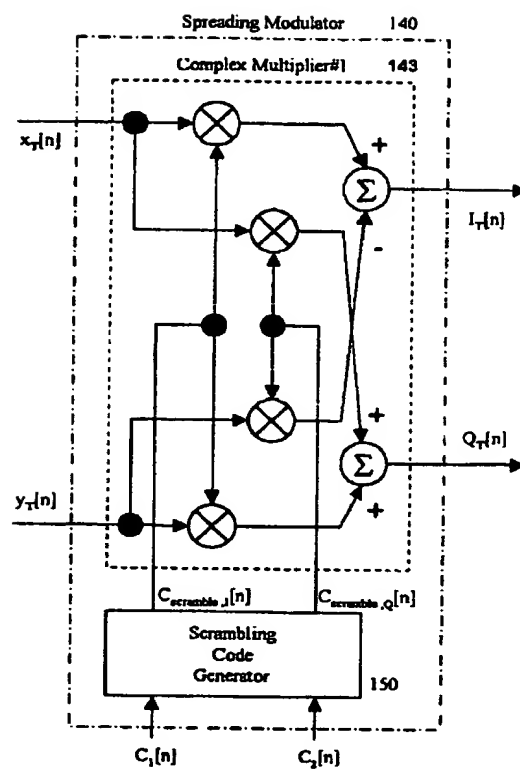 Spreading Modulator 140
Complex Multiplier#1 143
x_T[n]
+
Σ
I_T[n]
-
+
Q_T[n]
Σ
y_T[n]
+
C_scramble,I[n]
C_scramble,Q[n]
Scrambling
Code
Generator
150
C_1[n]
C_2[n]